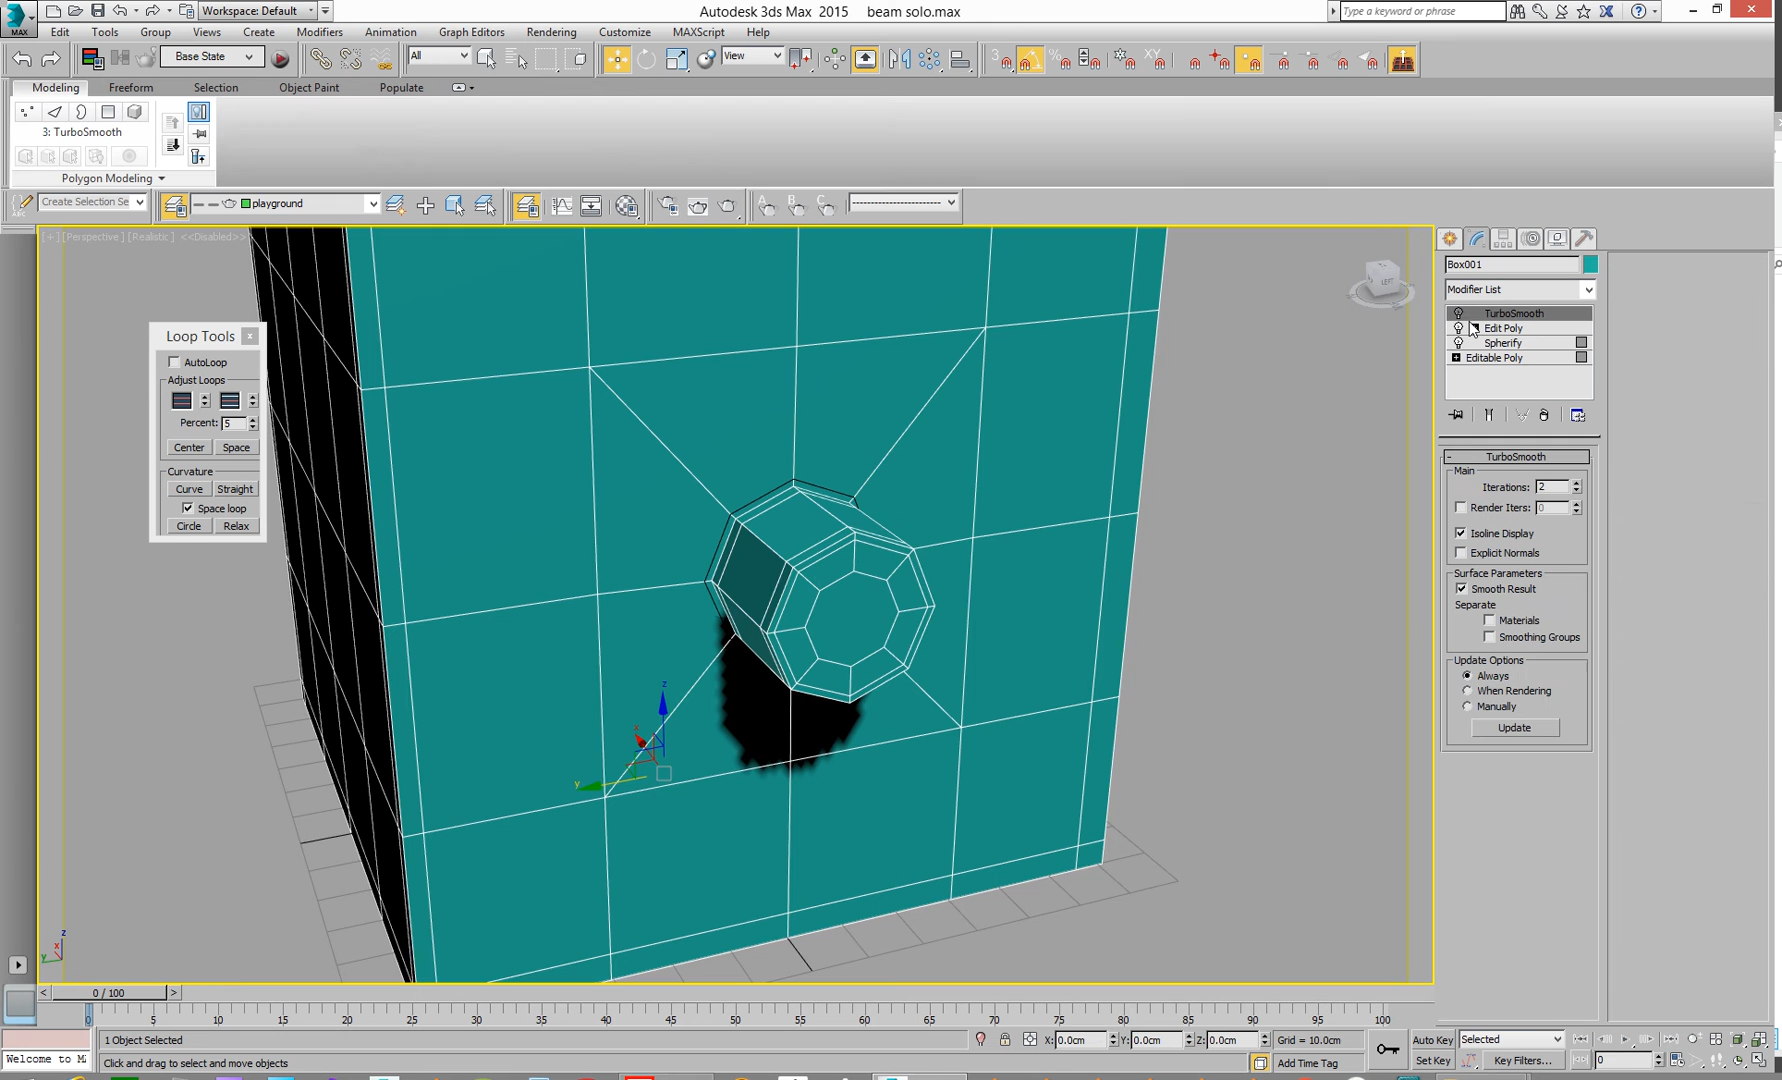 Workspace: Default
Autodesk 3ds Max 2015    beam solo.max
Type a keyword or phrase
MAX
Edit Tools Group Views Create Modifiers Animation Graph Editors Rendering Customize MAXScript Help
Base State
All
View
Modeling Freeform Selection Object Paint Populate
3: TurboSmooth
Polygon Modeling
Create Selection Se
playground
[+] [Perspective] [Realistic] <<Disabled>>
LEFT
Loop Tools x
AutoLoop
Adjust Loops
Percent: 5
Center Space
Curvature
Curve Straight
Space loop
Circle Relax
Box001
Modifier List
TurboSmooth
Edit Poly
Spherify
Editable Poly
TurboSmooth
Main
Iterations: 2
Render Iters: 0
Isoline Display
Explicit Normals
Surface Parameters
Smooth Result
Separate
Materials
Smoothing Groups
Update Options
Always
When Rendering
Manually
Update
z
x
y
z
x
y
< 0 / 100 >
0 5 10 15 20 25 30 35 40 45 50 55 60 65 70 75 80 85 90 95 100
1 Object Selected
X: 0.0cm Y: 0.0cm Z: 0.0cm Grid = 10.0cm
Auto Key Selected
Welcome to M
Click and drag to select and move objects
Add Time Tag
Set Key Key Filters... 0